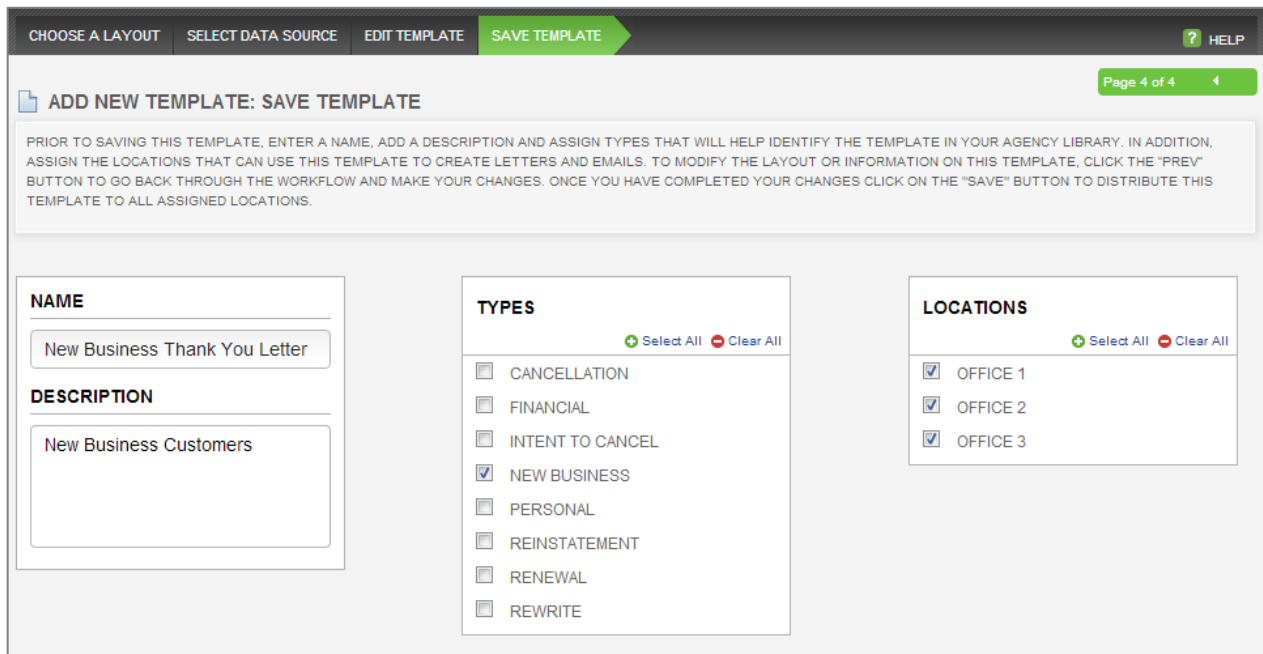 CHOOSE A LAYOUT SELECT DATA SOURCE EDIT TEMPLATE SAVE TEMPLATE ? HELP
Page 4 of 4
ADD NEW TEMPLATE: SAVE TEMPLATE
PRIOR TO SAVING THIS TEMPLATE, ENTER A NAME, ADD A DESCRIPTION AND ASSIGN TYPES THAT WILL HELP IDENTIFY THE TEMPLATE IN YOUR AGENCY LIBRARY. IN ADDITION,
ASSIGN THE LOCATIONS THAT CAN USE THIS TEMPLATE TO CREATE LETTERS AND EMAILS. TO MODIFY THE LAYOUT OR INFORMATION ON THIS TEMPLATE, CLICK THE "PREV"
BUTTON TO GO BACK THROUGH THE WORKFLOW AND MAKE YOUR CHANGES. ONCE YOU HAVE COMPLETED YOUR CHANGES CLICK ON THE "SAVE" BUTTON TO DISTRIBUTE THIS
TEMPLATE TO ALL ASSIGNED LOCATIONS.
NAME
New Business Thank You Letter
DESCRIPTION
New Business Customers
TYPES
Select All Clear All
CANCELLATION
FINANCIAL
INTENT TO CANCEL
NEW BUSINESS
PERSONAL
REINSTATEMENT
RENEWAL
REWRITE
LOCATIONS
Select All Clear All
OFFICE 1
OFFICE 2
OFFICE 3